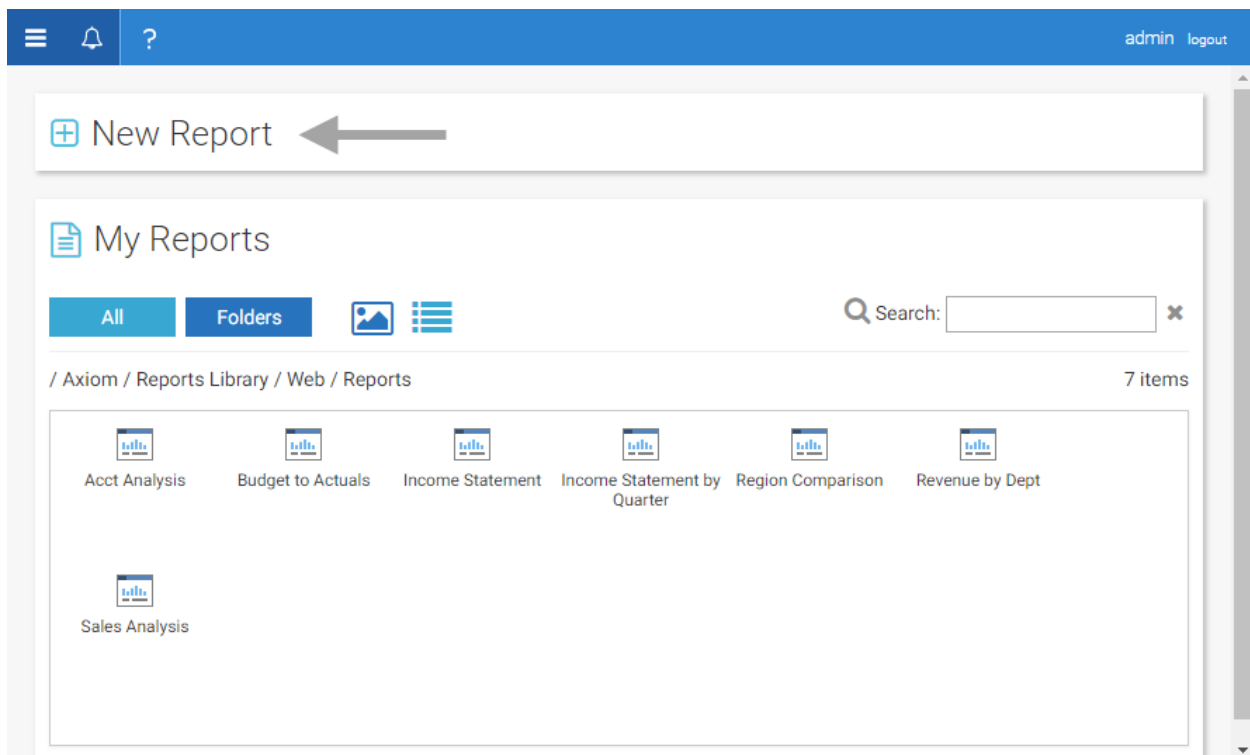 ? admin logout
New Report
My Reports
All Folders Search:
/ Axiom / Reports Library / Web / Reports 7 items
Acct Analysis Budget to Actuals Income Statement Income Statement by Quarter Region Comparison Revenue by Dept
Sales Analysis